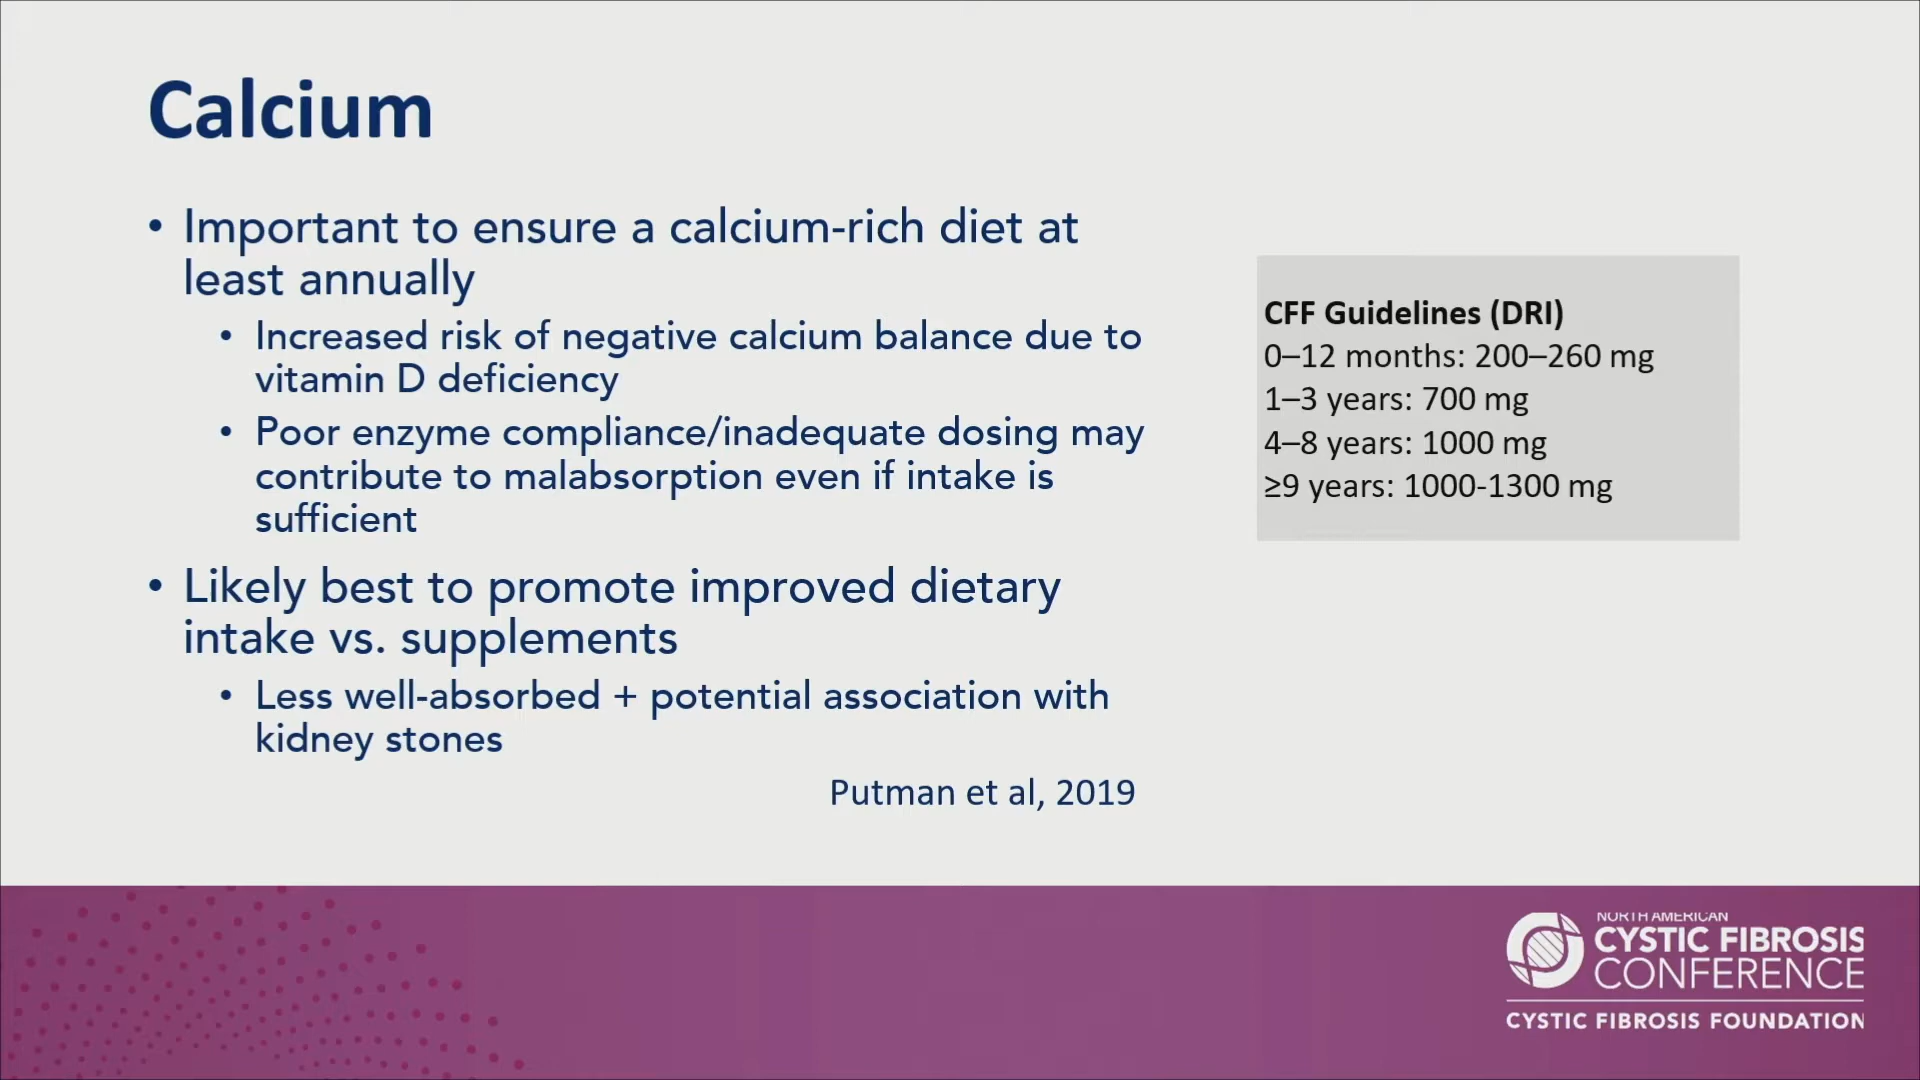 Calcium
• Important to ensure a calcium-rich diet at
least annually
• Increased risk of negative calcium balance due to
vitamin D deficiency
• Poor enzyme compliance/inadequate dosing may
contribute to malabsorption even if intake is
sufficient
• Likely best to promote improved dietary
intake vs. supplements
• Less well-absorbed + potential association with
kidney stones
Putman et al, 2019
CFF Guidelines (DRI)
0–12 months: 200–260 mg
1–3 years: 700 mg
4–8 years: 1000 mg
≥9 years: 1000-1300 mg
NORTH AMERICAN
CYSTIC FIBROSIS
CONFERENCE
CYSTIC FIBROSIS FOUNDATION